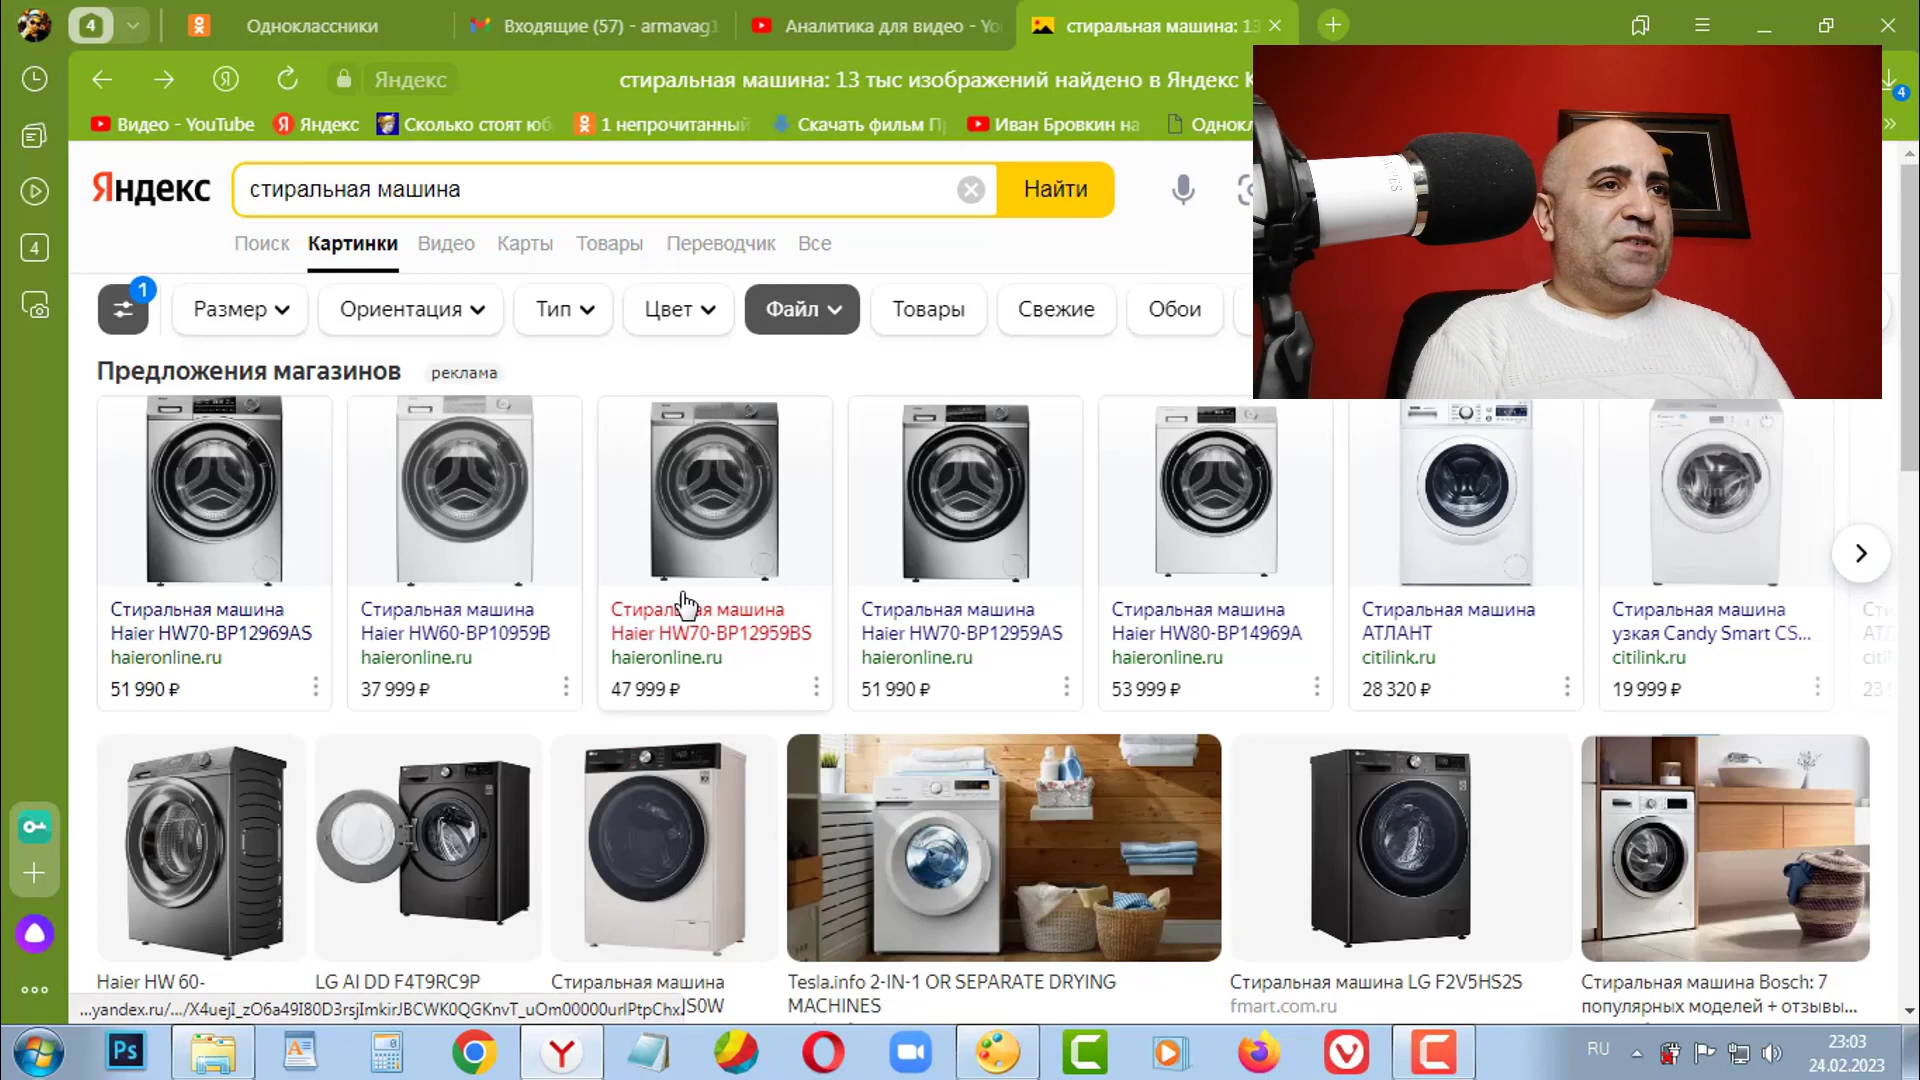 4
Одноклассники
Входящие (57) - armavag1
Аналитика для видео - Yo
стиральная машина: 13
Яндекс
стиральная машина: 13 тыс изображений найдено в Яндекс К
4
Видео - YouTube
Яндекс
Сколько стоят юб
1 непрочитанный
Скачать фильм П
Иван Бровкин на
Однокл
4
Яндекс
стиральная машина
Найти
Поиск
Картинки
Видео
Карты
Товары
Переводчик
Все
1
Размер
Ориентация
Тип
Цвет
Файл
Товары
Свежие
Обои
Предложения магазинов
реклама
Стиральная машина
Haier HW70-BP12969AS
haieronline.ru
51 990 ₽
Стиральная машина
Haier HW60-BP10959B
haieronline.ru
37 999 ₽
Стиральная машина
Haier HW70-BP12959BS
haieronline.ru
47 999 ₽
Стиральная машина
Haier HW70-BP12959AS
haieronline.ru
51 990 ₽
Стиральная машина
Haier HW80-BP14969A
haieronline.ru
53 999 ₽
Стиральная машина
АТЛАНТ
citilink.ru
28 320 ₽
Стиральная машина
узкая Candy Smart CS...
citilink.ru
19 999 ₽
Haier HW 60-
LG AI DD F4T9RC9P
Стиральная машина
S0W
Tesla.info 2-IN-1 OR SEPARATE DRYING
MACHINES
Стиральная машина LG F2V5HS2S
fmart.com.ru
Стиральная машина Bosch: 7
популярных моделей + отзывы...
Ps
RU
23:03
24.02.2023